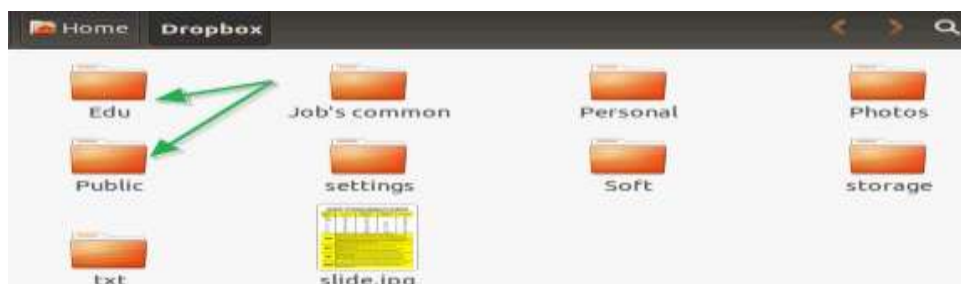 Home Dropbox
Edu Job's common Personal Photos
Public settings Soft storage
txt slide.jpg